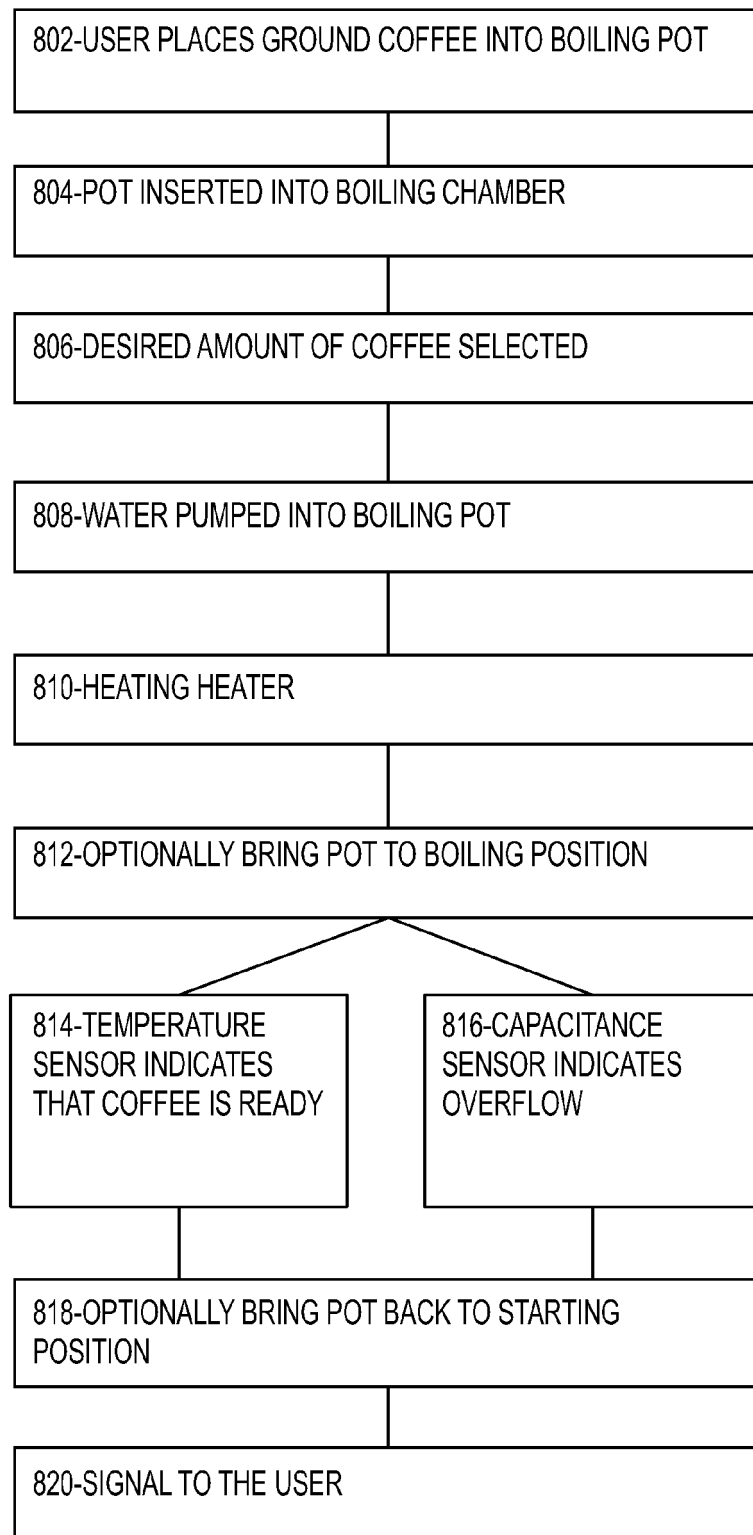 802-USER PLACES GROUND COFFEE INTO BOILING POT
804-POT INSERTED INTO BOILING CHAMBER
806-DESIRED AMOUNT OF COFFEE SELECTED
808-WATER PUMPED INTO BOILING POT
810-HEATING HEATER
812-OPTIONALLY BRING POT TO BOILING POSITION
814-TEMPERATURE
SENSOR INDICATES
THAT COFFEE IS READY
816-CAPACITANCE
SENSOR INDICATES
OVERFLOW
818-OPTIONALLY BRING POT BACK TO STARTING
POSITION
820-SIGNAL TO THE USER